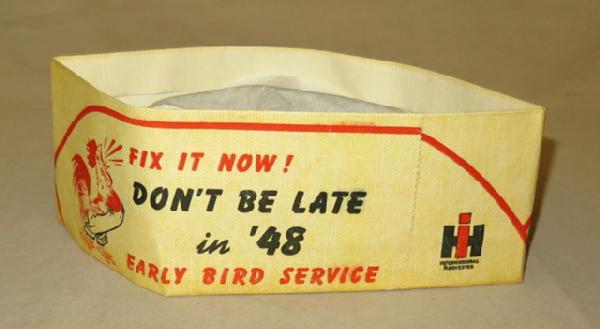 FIX IT NOW!
DON'T BE LATE
in '48
EARLY BIRD SERVICE
IH
INTERNATIONAL
HARVESTER